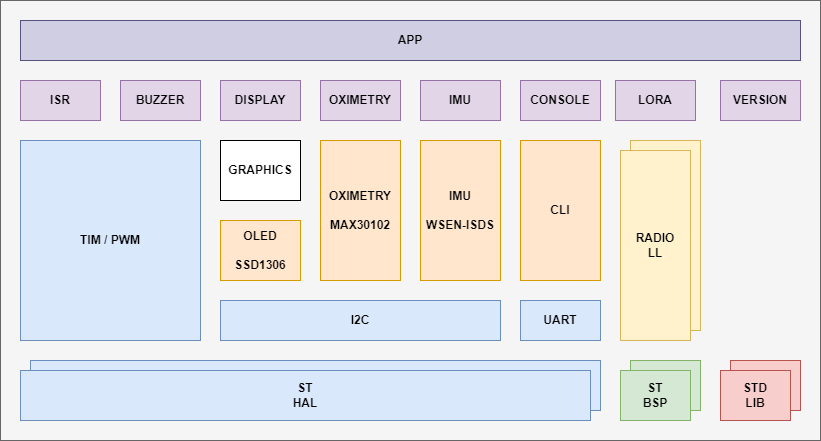 APP
ISR
BUZZER
DISPLAY
OXIMETRY
IMU
CONSOLE
LORA
VERSION
TIM / PWM
GRAPHICS
OLED
SSD1306
OXIMETRY
MAX30102
IMU
WSEN-ISDS
CLI
RADIO
LL
I2C
UART
ST
HAL
ST
BSP
STD
LIB